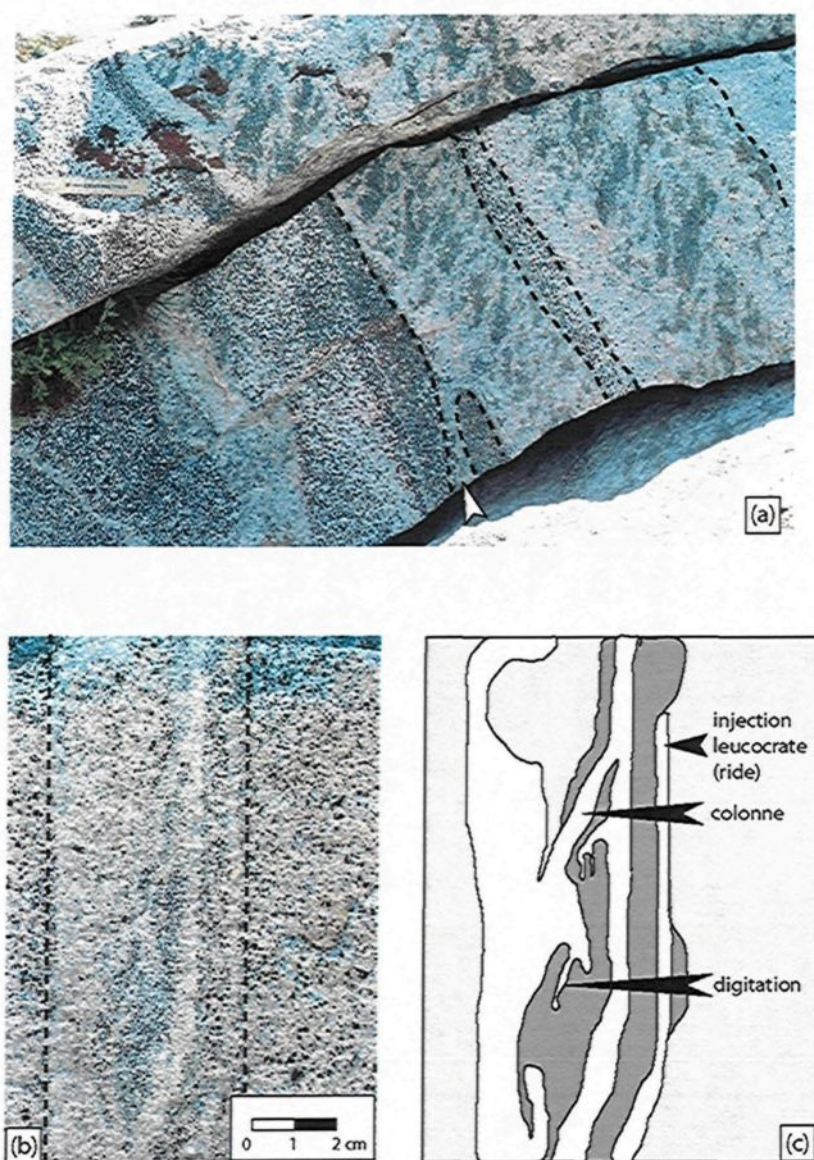 (a)
injection
leucocrate
(ride)
colonne
digitation
0 1 2 cm
(b)
(c)